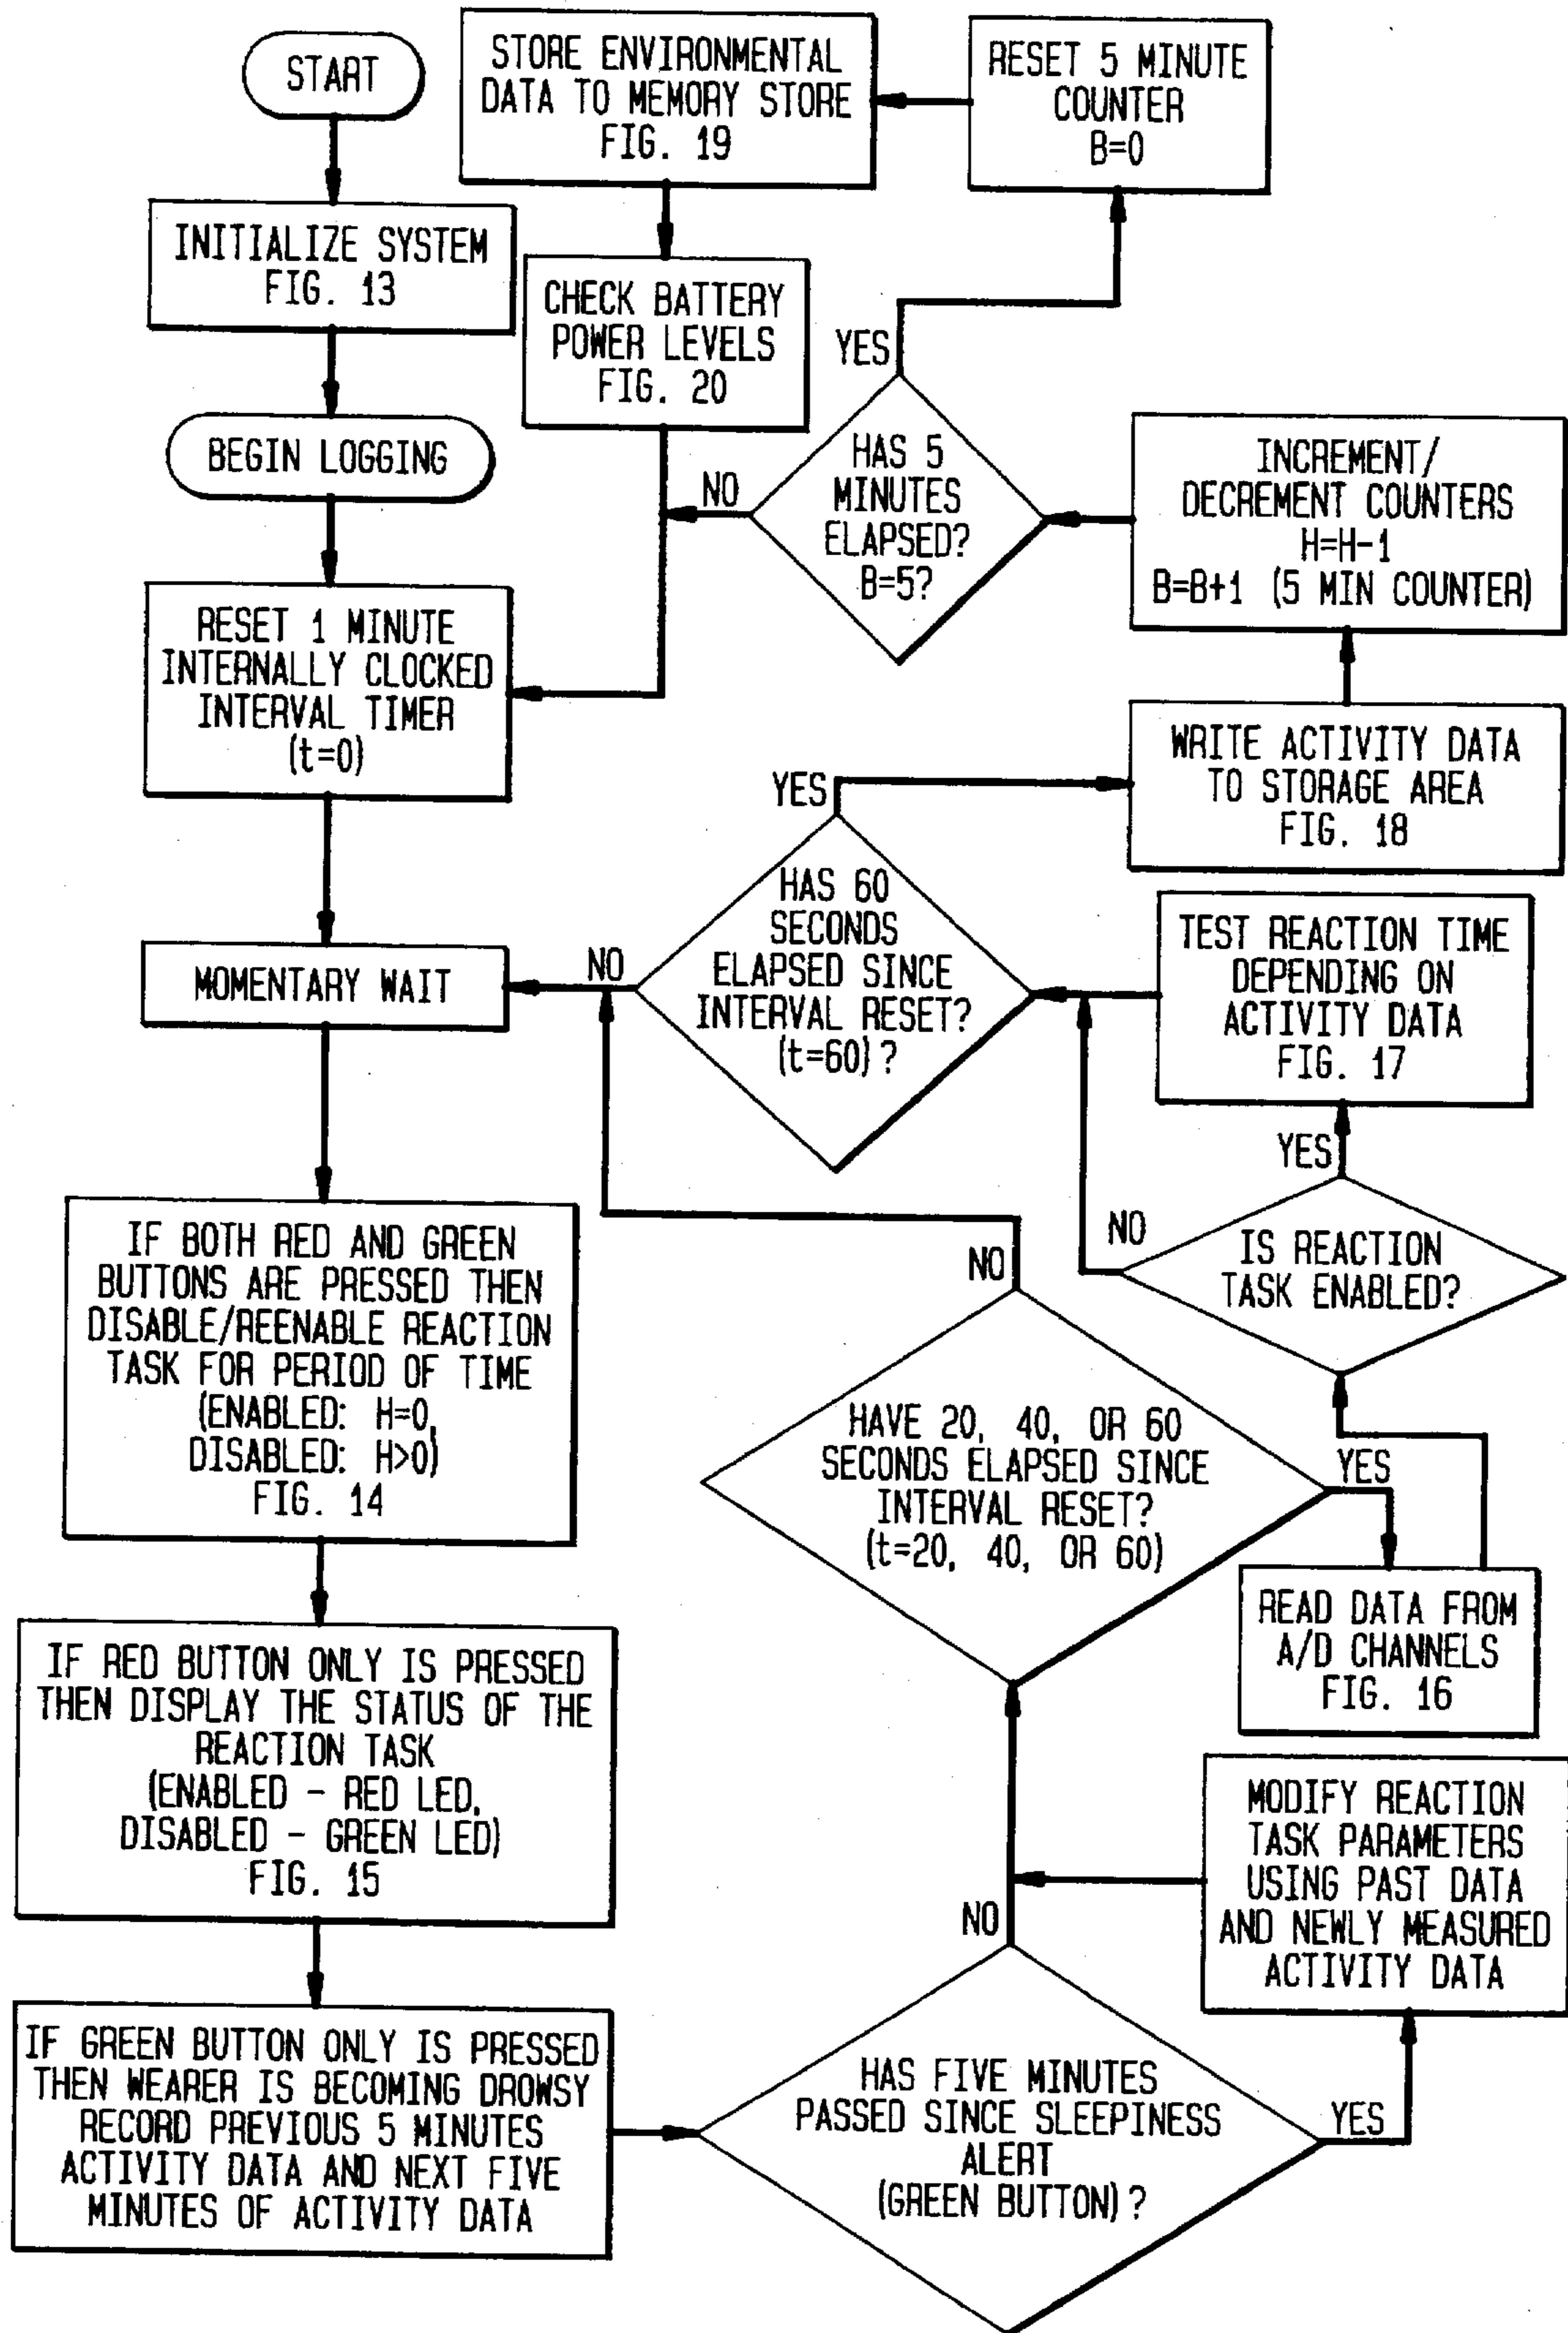 START
INITIALIZE SYSTEM
FIG. 13
BEGIN LOGGING
RESET 1 MINUTE
INTERNALLY CLOCKED
INTERVAL TIMER
(t=0)
MOMENTARY WAIT
IF BOTH RED AND GREEN
BUTTONS ARE PRESSED THEN
DISABLE/REENABLE REACTION
TASK FOR PERIOD OF TIME
(ENABLED: H=0,
DISABLED: H>0)
FIG. 14
IF RED BUTTON ONLY IS PRESSED
THEN DISPLAY THE STATUS OF THE
REACTION TASK
(ENABLED - RED LED,
DISABLED - GREEN LED)
FIG. 15
IF GREEN BUTTON ONLY IS PRESSED
THEN WEARER IS BECOMING DROWSY
RECORD PREVIOUS 5 MINUTES
ACTIVITY DATA AND NEXT FIVE
MINUTES OF ACTIVITY DATA
HAS FIVE MINUTES
PASSED SINCE SLEEPINESS
ALERT
(GREEN BUTTON)?
YES
NO
MODIFY REACTION
TASK PARAMETERS
USING PAST DATA
AND NEWLY MEASURED
ACTIVITY DATA
HAVE 20, 40, OR 60
SECONDS ELAPSED SINCE
INTERVAL RESET?
(t=20, 40, OR 60)
YES
NO
READ DATA FROM
A/D CHANNELS
FIG. 16
IS REACTION
TASK ENABLED?
YES
NO
TEST REACTION TIME
DEPENDING ON
ACTIVITY DATA
FIG. 17
HAS 60
SECONDS
ELAPSED SINCE
INTERVAL RESET?
(t=60)?
NO
YES
WRITE ACTIVITY DATA
TO STORAGE AREA
FIG. 18
INCREMENT/
DECREMENT COUNTERS
H=H-1
B=B+1 (5 MIN COUNTER)
HAS 5
MINUTES
ELAPSED?
B=5?
NO
YES
RESET 5 MINUTE
COUNTER
B=0
STORE ENVIRONMENTAL
DATA TO MEMORY STORE
FIG. 19
CHECK BATTERY
POWER LEVELS
FIG. 20